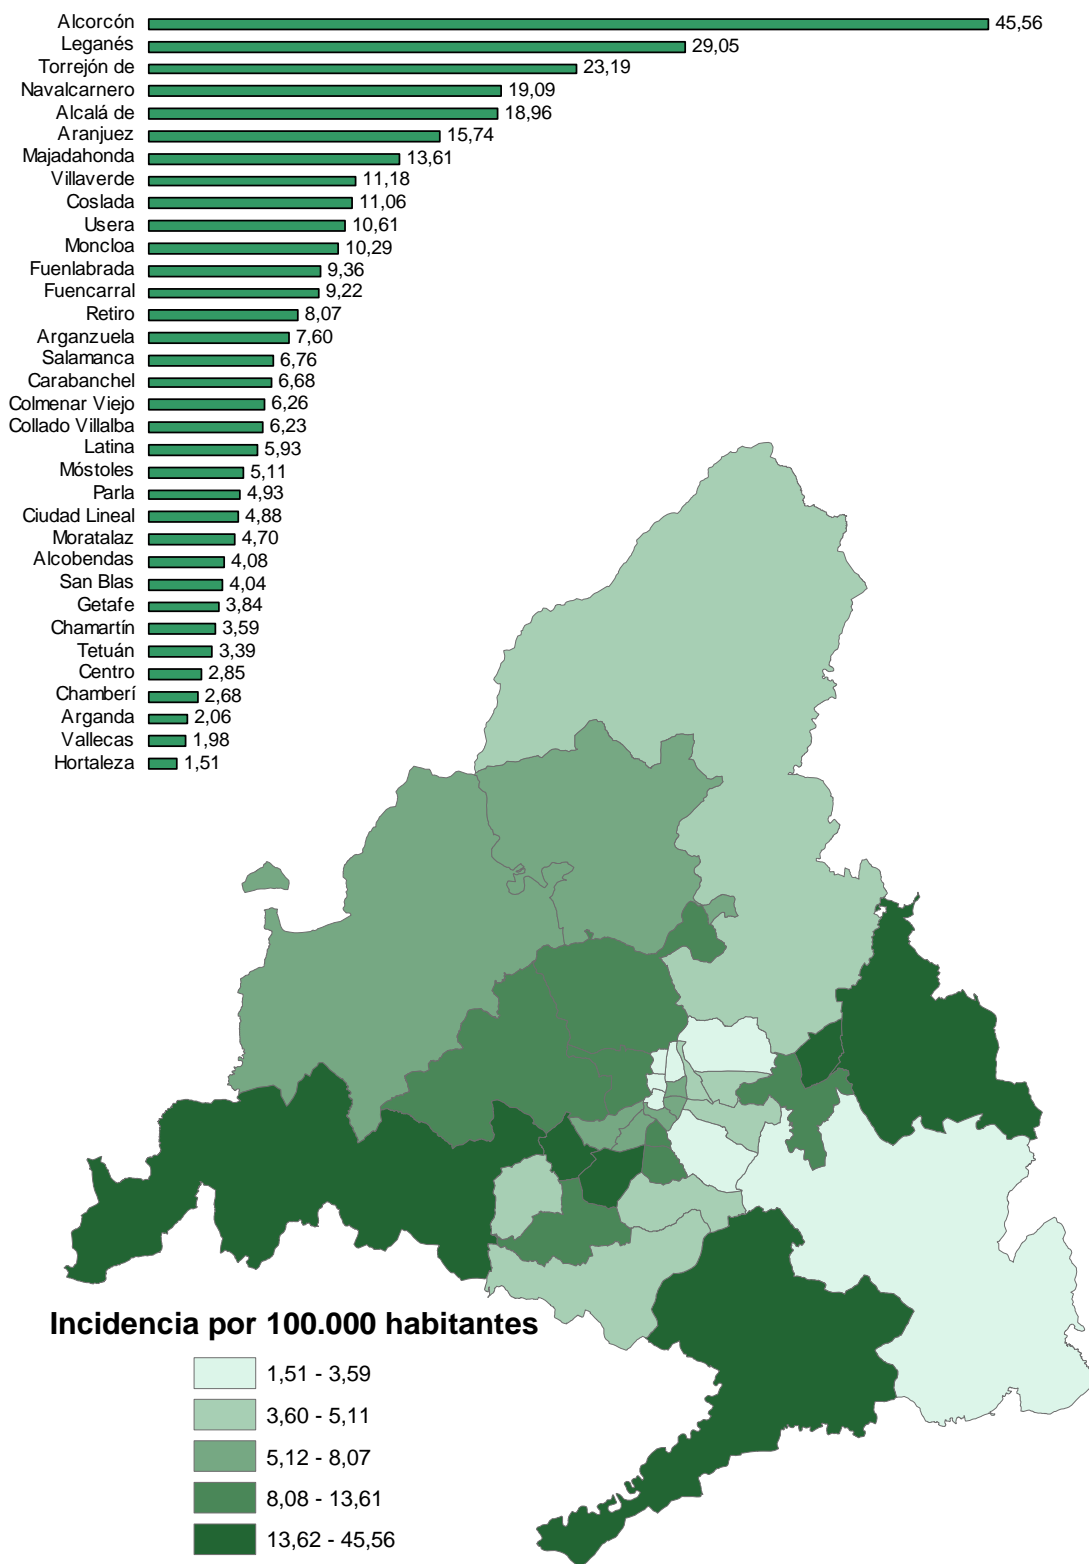 Alcorcón 45,56
Leganés 29,05
Torrejón de 23,19
Navalcarnero 19,09
Alcalá de 18,96
Aranjuez 15,74
Majadahonda 13,61
Villaverde 11,18
Coslada 11,06
Usera 10,61
Moncloa 10,29
Fuenlabrada 9,36
Fuencarral 9,22
Retiro 8,07
Arganzuela 7,60
Salamanca 6,76
Carabanchel 6,68
Colmenar Viejo 6,26
Collado Villalba 6,23
Latina 5,93
Móstoles 5,11
Parla 4,93
Ciudad Lineal 4,88
Moratalaz 4,70
Alcobendas 4,08
San Blas 4,04
Getafe 3,84
Chamartín 3,59
Tetuán 3,39
Centro 2,85
Chamberí 2,68
Arganda 2,06
Vallecas 1,98
Hortaleza 1,51
Incidencia por 100.000 habitantes
1,51 - 3,59
3,60 - 5,11
5,12 - 8,07
8,08 - 13,61
13,62 - 45,56